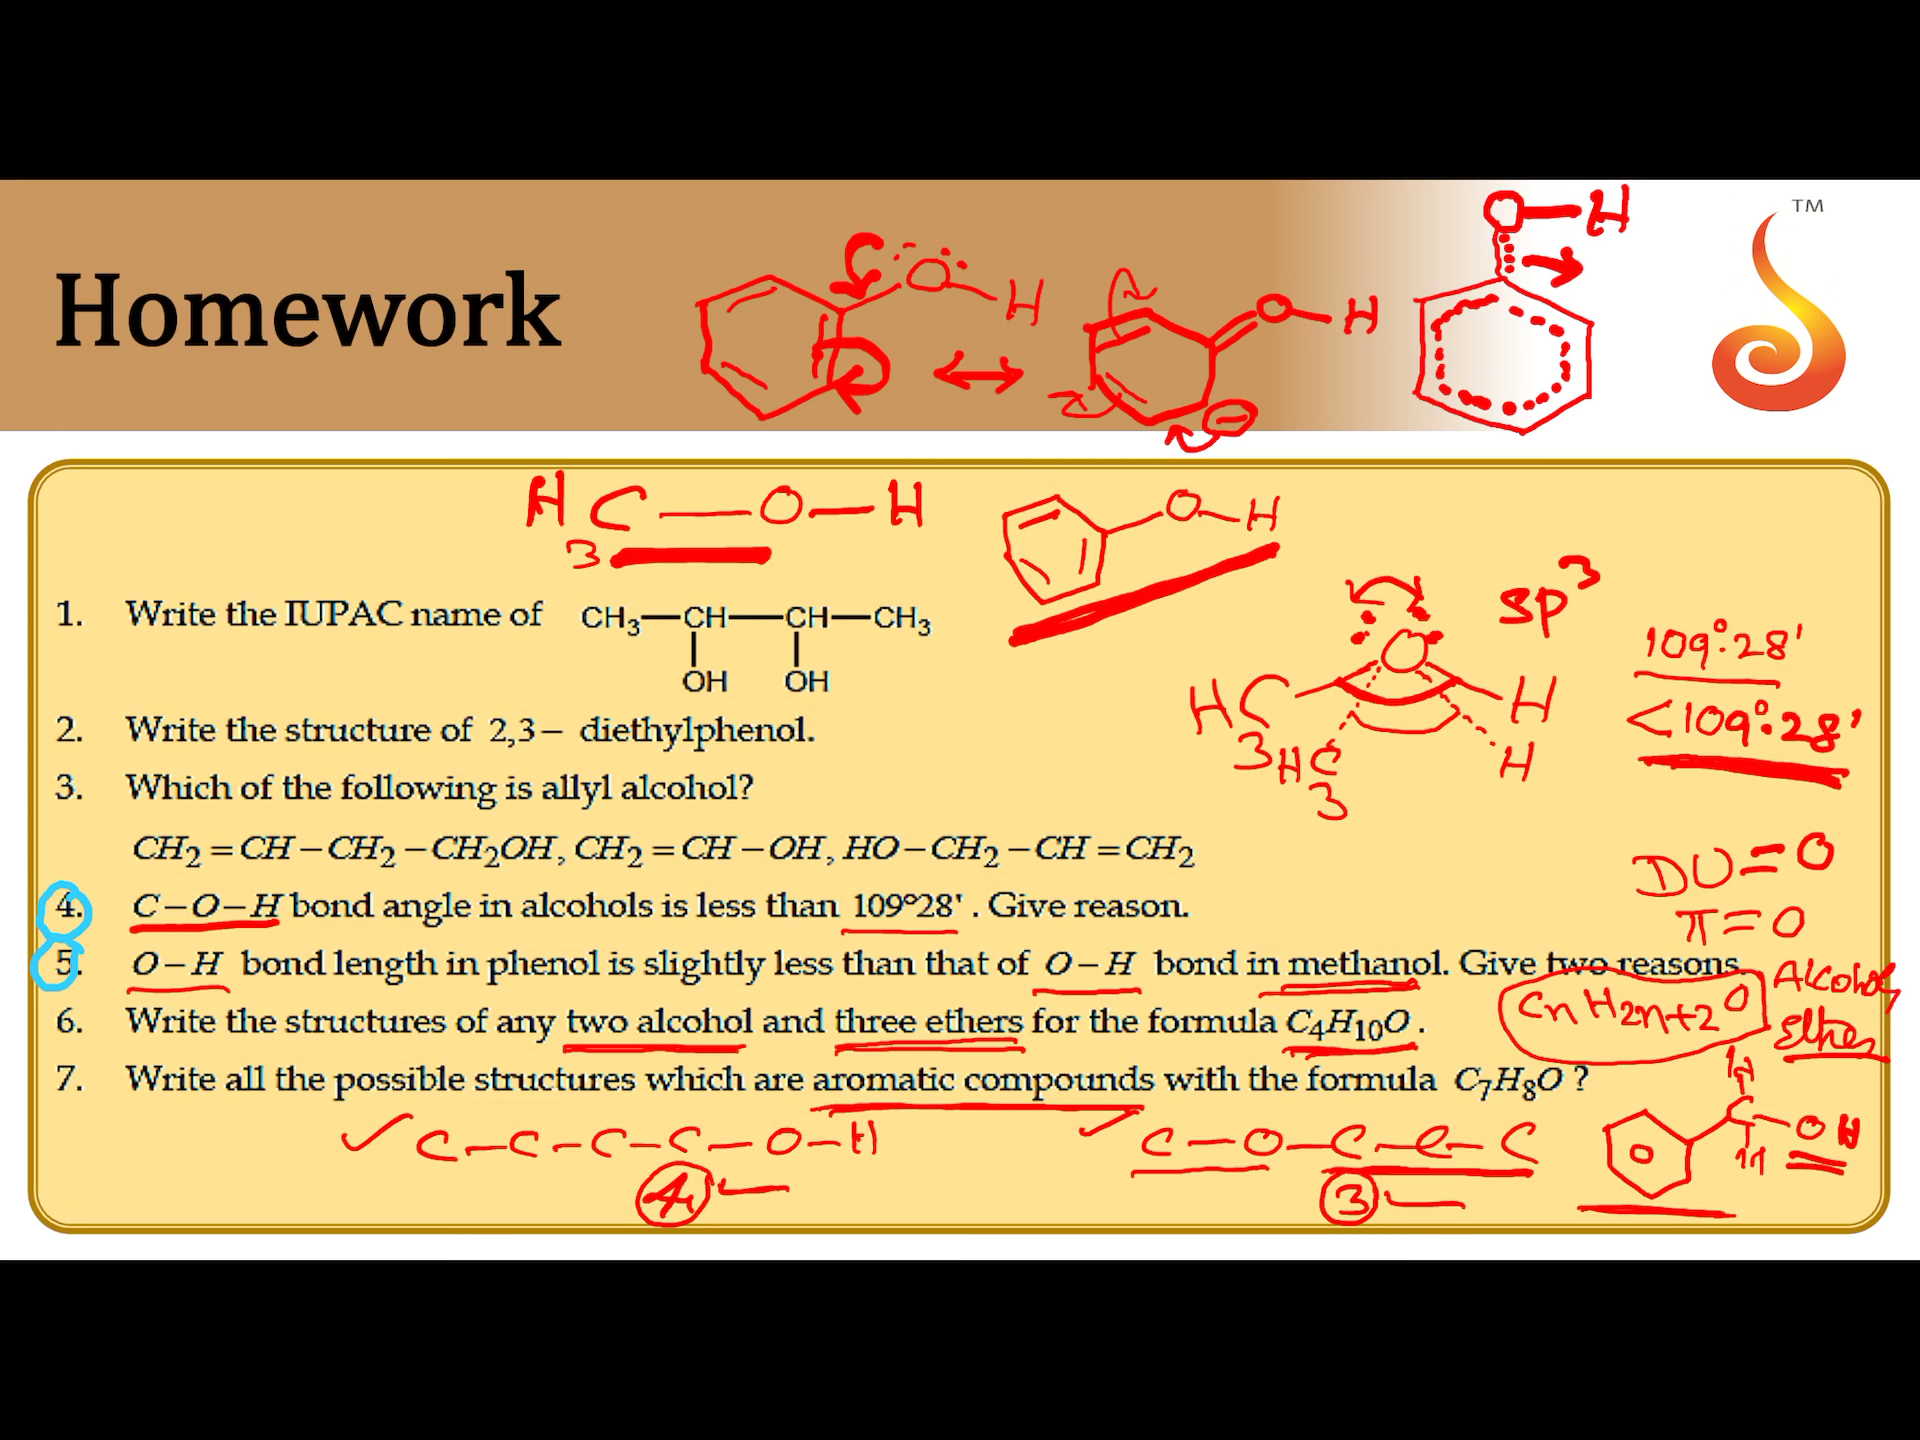 TM
O—H
Homework
O H
O—H
H3C—O—H
O—H
sp³
1. Write the IUPAC name of CH₃—CH—CH—CH₃
OH OH
109°.28'
<109°.28'
O
H3C H
H3C H
2. Write the structure of 2,3– diethylphenol.
3. Which of the following is allyl alcohol?
CH₂ = CH – CH₂ – CH₂OH, CH₂ = CH – OH, HO – CH₂ – CH = CH₂
DU = 0
4. C – O – H bond angle in alcohols is less than 109°28' . Give reason.
π = 0
5. O – H bond length in phenol is slightly less than that of O – H bond in methanol. Give two reasons.
Alcohol,
CnH2n+2O
6. Write the structures of any two alcohol and three ethers for the formula C₄H₁₀O .
Ether
7. Write all the possible structures which are aromatic compounds with the formula C₇H₈O ?
H
C–C–C–C–O–H
C–O–C–C–C
C–OH
H
4
3